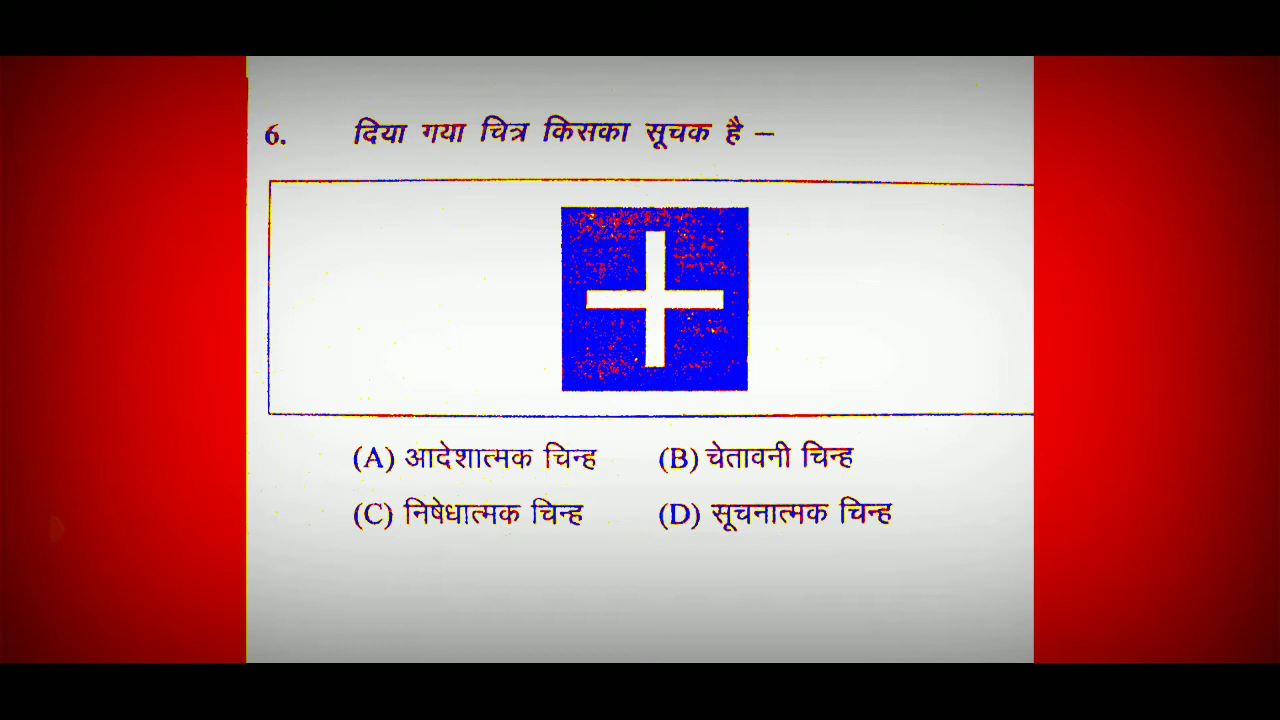 6. दिया गया चित्र किसका सूचक है –
(A) आदेशात्मक चिन्ह (B) चेतावनी चिन्ह
(C) निषेधात्मक चिन्ह (D) सूचनात्मक चिन्ह